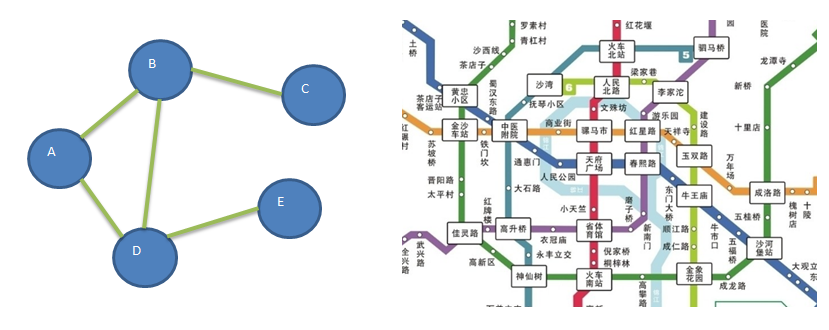 B
C
A
E
D
罗素村
青杠村
沙西线
茶店子
土桥
茶店子
客运站
黄忠
小区
蜀汉东路
红花堰
火车
北站
驷马桥
5
医院
园
龙潭寺
沙湾
6
人民
北路
梁家巷
李家沱
新桥
抚琴小区
文殊坊
游乐园
建设路
金沙
车站
中医
附院
商业街
骡马市
红星路
天祥寺
十里店
苏坡桥
铁门坎
通惠门
天府
广场
春熙路
玉双路
万年场
人民公园
晋阳路
太平村
大石路
东门大桥
牛王庙
成洛路
槐树店
十陵
小天竺
磨子桥
红牌楼
佳灵路
高升桥
衣冠庙
省体
育馆
新南门
顺江路
成仁路
牛市口
五桂桥
五福桥
沙河
堡站
武兴路
全兴路
高新区
永丰立交
倪家桥
桐梓林
神仙树
火车
南站
高攀路
金象
花园
成龙路
大观立